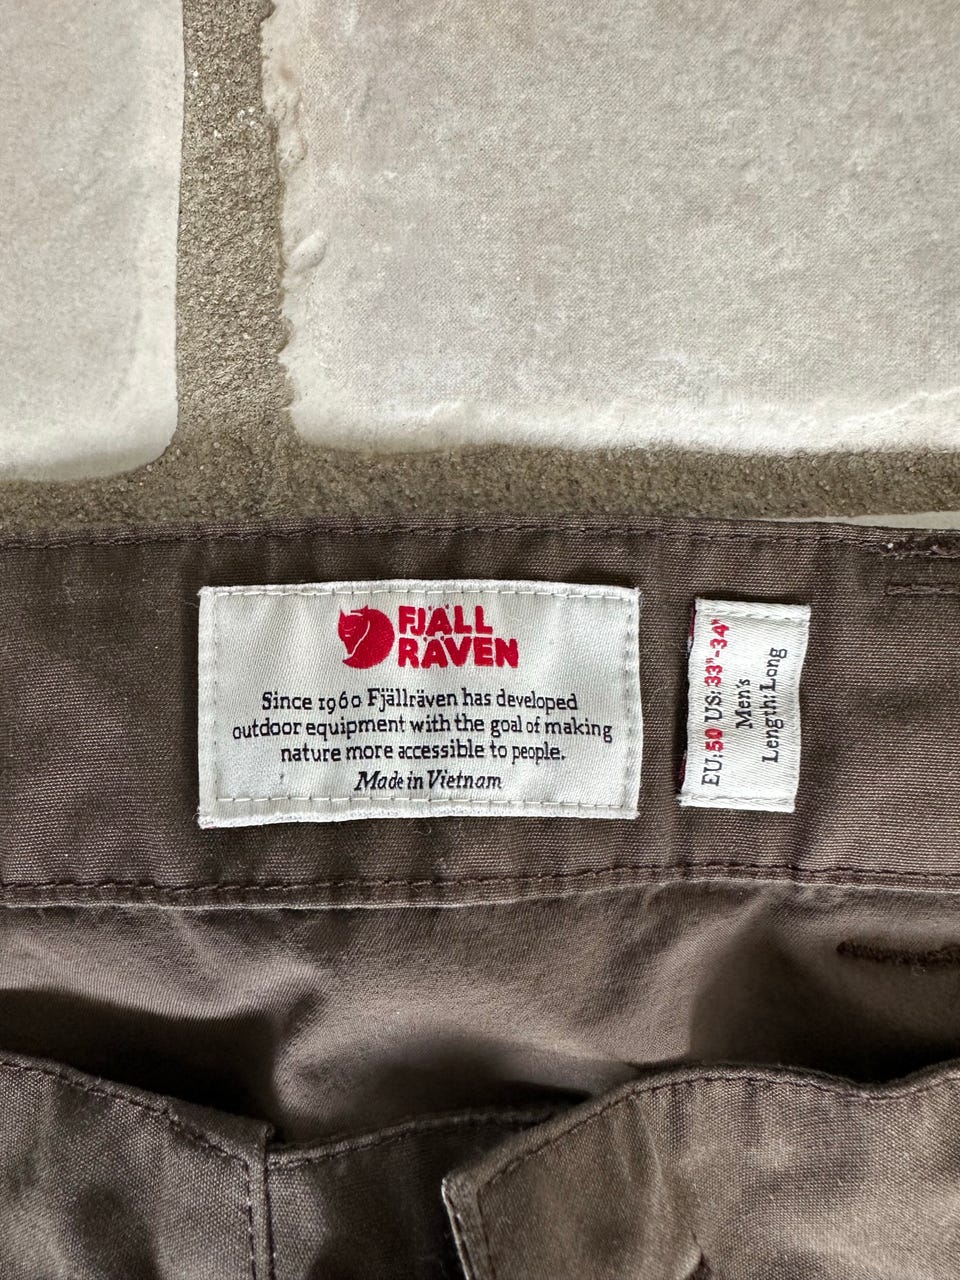 FJÄLL
RÄVEN
Since 1960 Fjällräven has developed
outdoor equipment with the goal of making
nature more accessible to people.
Made in Vietnam
EU:50 US:33"-34"
Men's
Length:Long